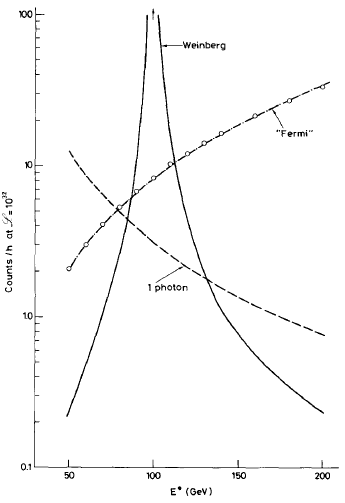 100
Weinberg
"Fermi"
10
Counts/h at ℒ=10³²
1 photon
1.0
0.1
50
100
150
200
E* (GeV)